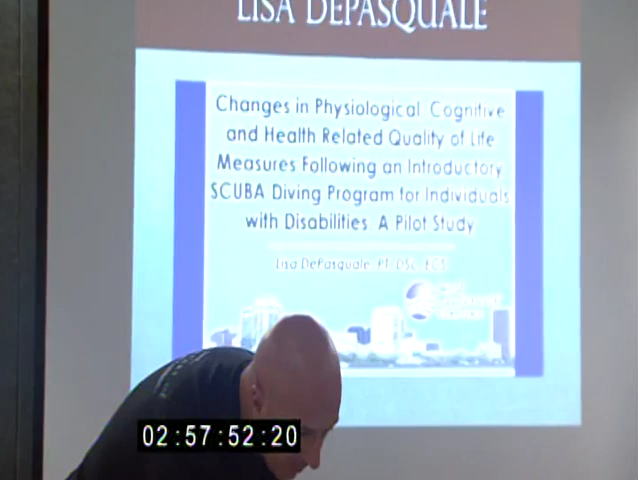 LISA DEPASQUALE
Changes in Physiological Cognitive
and Health Related Quality of Life
Measures Following an Introductory
SCUBA Diving Program for Individuals
with Disabilities: A Pilot Study
Lisa DePasquale, PT, DSc, ECS
02:57:52:20